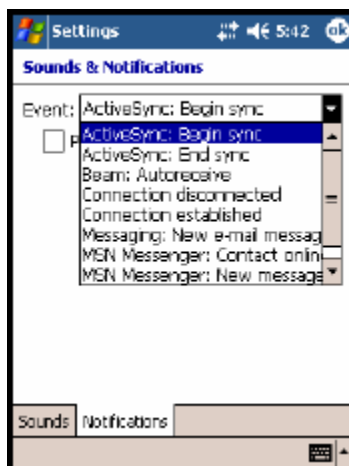 Settings 5:42 ok
Sounds & Notifications
Event: ActiveSync: Begin sync
ActiveSync: Begin sync
ActiveSync: End sync
Beam: Autoreceive
Connection disconnected
Connection established
Messaging: New e-mail messag
MSN Messenger: Contact onlin
MSN Messenger: New message
Sounds Notifications